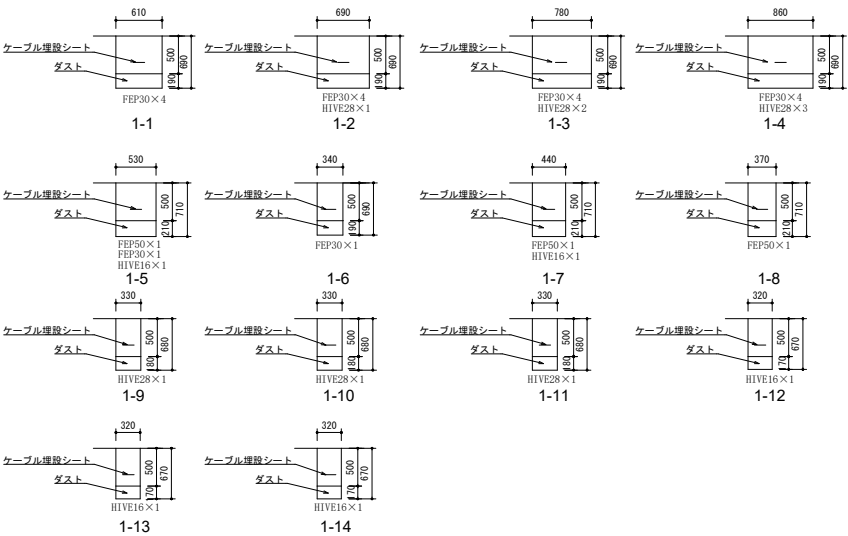 610
ケーブル埋設シート
ダスト
500
190
690
FEP30×4
1-1
690
ケーブル埋設シート
ダスト
500
190
690
FEP30×4
HIVE28×1
1-2
780
ケーブル埋設シート
ダスト
500
190
690
FEP30×4
HIVE28×2
1-3
860
ケーブル埋設シート
ダスト
500
190
690
FEP30×4
HIVE28×3
1-4
530
ケーブル埋設シート
ダスト
500
210
710
FEP50×1
FEP30×1
HIVE16×1
1-5
340
ケーブル埋設シート
ダスト
500
190
690
FEP30×1
1-6
440
ケーブル埋設シート
ダスト
500
210
710
FEP50×1
HIVE16×1
1-7
370
ケーブル埋設シート
ダスト
500
210
710
FEP50×1
1-8
330
ケーブル埋設シート
ダスト
500
180
680
HIVE28×1
1-9
330
ケーブル埋設シート
ダスト
500
180
680
HIVE28×1
1-10
330
ケーブル埋設シート
ダスト
500
180
680
HIVE28×1
1-11
320
ケーブル埋設シート
ダスト
500
170
670
HIVE16×1
1-12
320
ケーブル埋設シート
ダスト
500
170
670
HIVE16×1
1-13
320
ケーブル埋設シート
ダスト
500
170
670
HIVE16×1
1-14